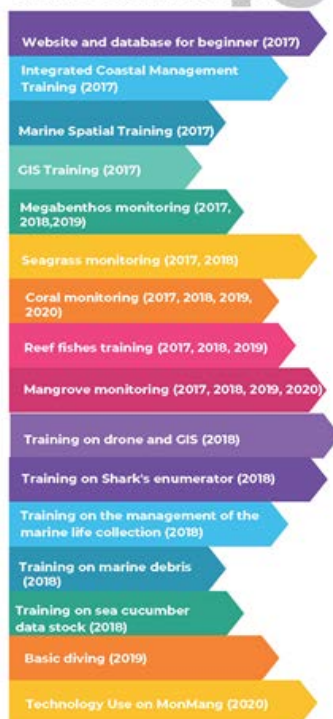 Website and database for beginner (2017)
Integrated Coastal Management
Training (2017)
Marine Spatial Training (2017)
GIS Training (2017)
Megabenthos monitoring (2017,
2018,2019)
Seagrass monitoring (2017, 2018)
Coral monitoring (2017, 2018, 2019,
2020)
Reef fishes training (2017, 2018, 2019)
Mangrove monitoring (2017, 2018, 2019, 2020)
Training on drone and GIS (2018)
Training on Shark's enumerator (2018)
Training on the management of the
marine life collection (2018)
Training on marine debris
(2018)
Training on sea cucumber
data stock (2018)
Basic diving (2019)
Technology Use on MonMang (2020)